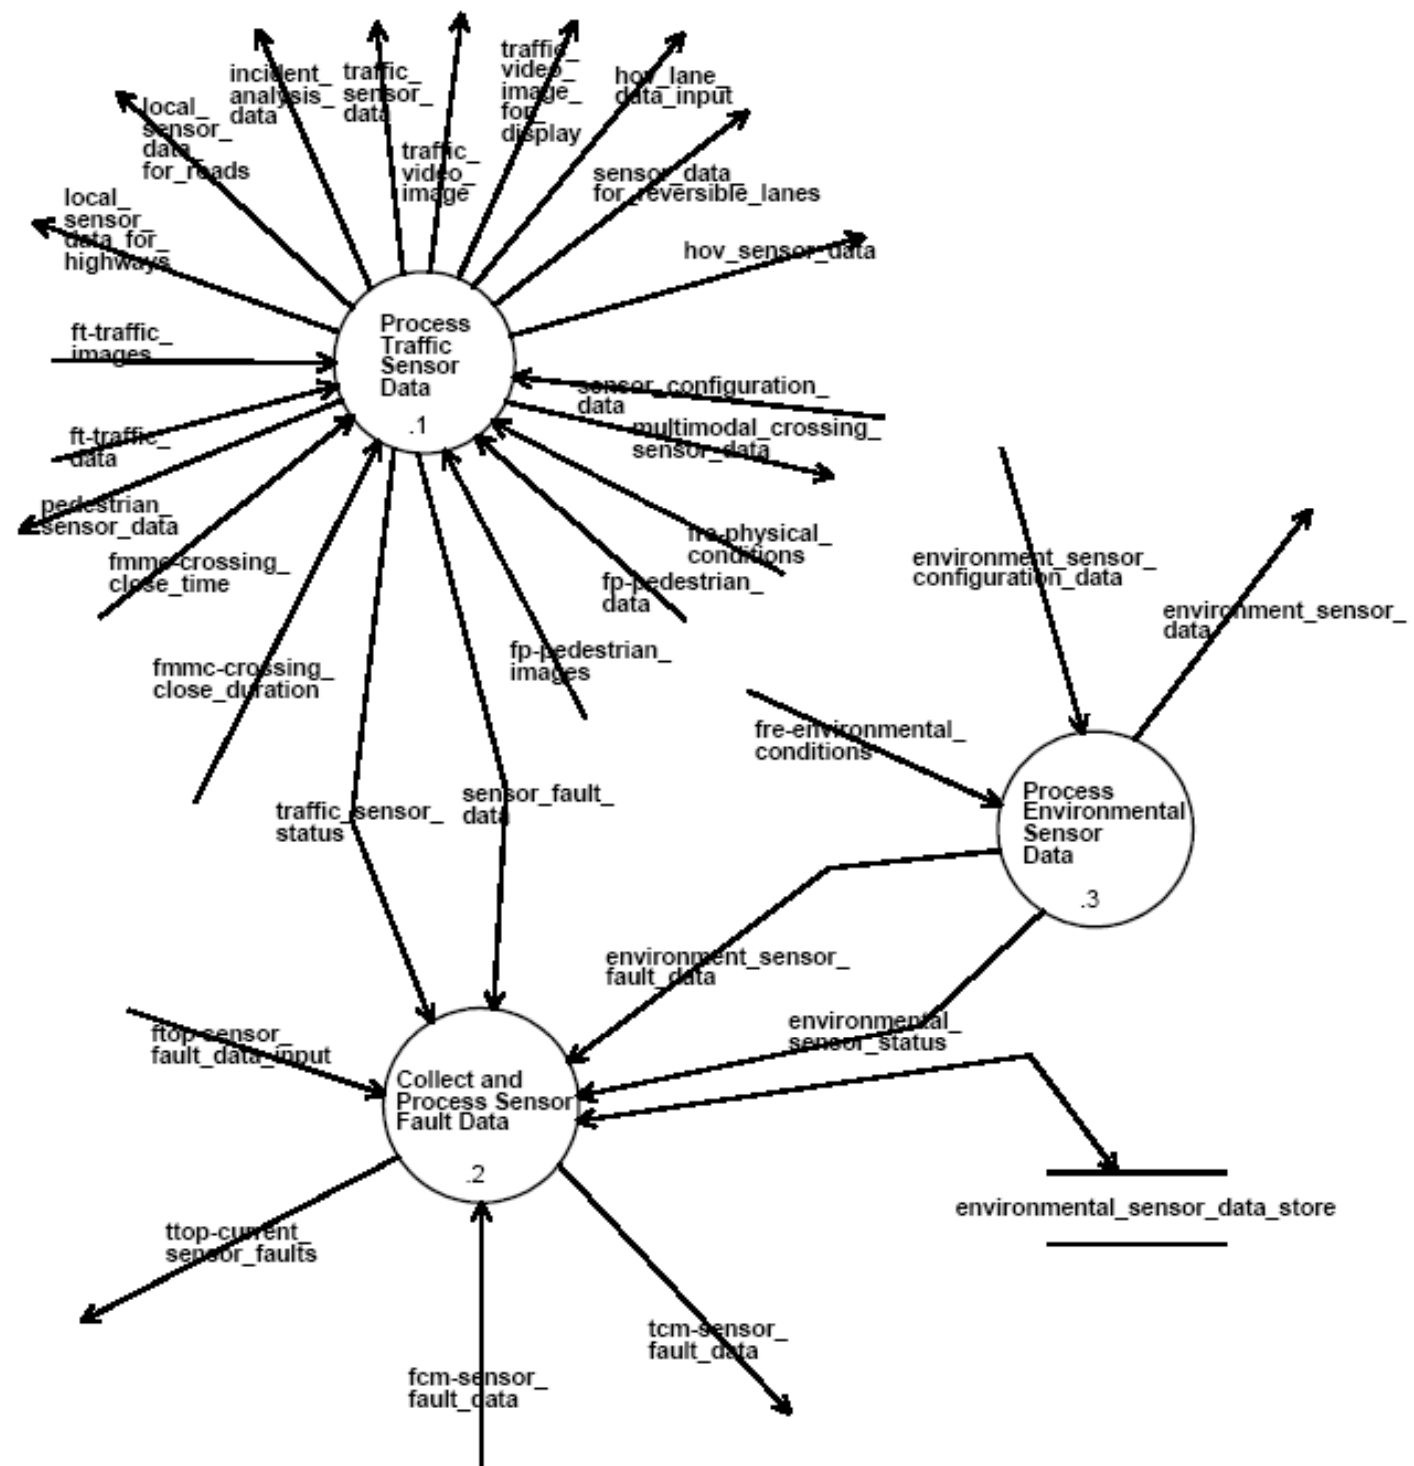 incident_
analysis_
data
traffic_
sensor_
data
traffic_
video_
image_
for_
display
hov_lane_
data_input
local_
sensor_
data_
for_roads
traffic_
video_
image
sensor_data_
for_reversible_lanes
local_
sensor_
data_for_
highways
hov_sensor_data
ft-traffic_
images
Process
Traffic
Sensor
Data
.1
sensor_configuration_
data
ft-traffic_
data
multimodal_crossing_
sensor_data
pedestrian_
sensor_data
fre-physical_
conditions
fmmc-crossing_
close_time
fp-pedestrian_
data
environment_sensor_
configuration_data
environment_sensor_
data
fmmc-crossing_
close_duration
fp-pedestrian_
images
fre-environmental_
conditions
traffic_sensor_
status
sensor_fault_
data
Process
Environmental
Sensor
Data
.3
environment_sensor_
fault_data
environmental_
sensor_status
ftop-sensor_
fault_data_input
Collect and
Process Sensor
Fault Data
.2
environmental_sensor_data_store
ttop-current_
sensor_faults
tcm-sensor_
fault_data
fcm-sensor_
fault_data